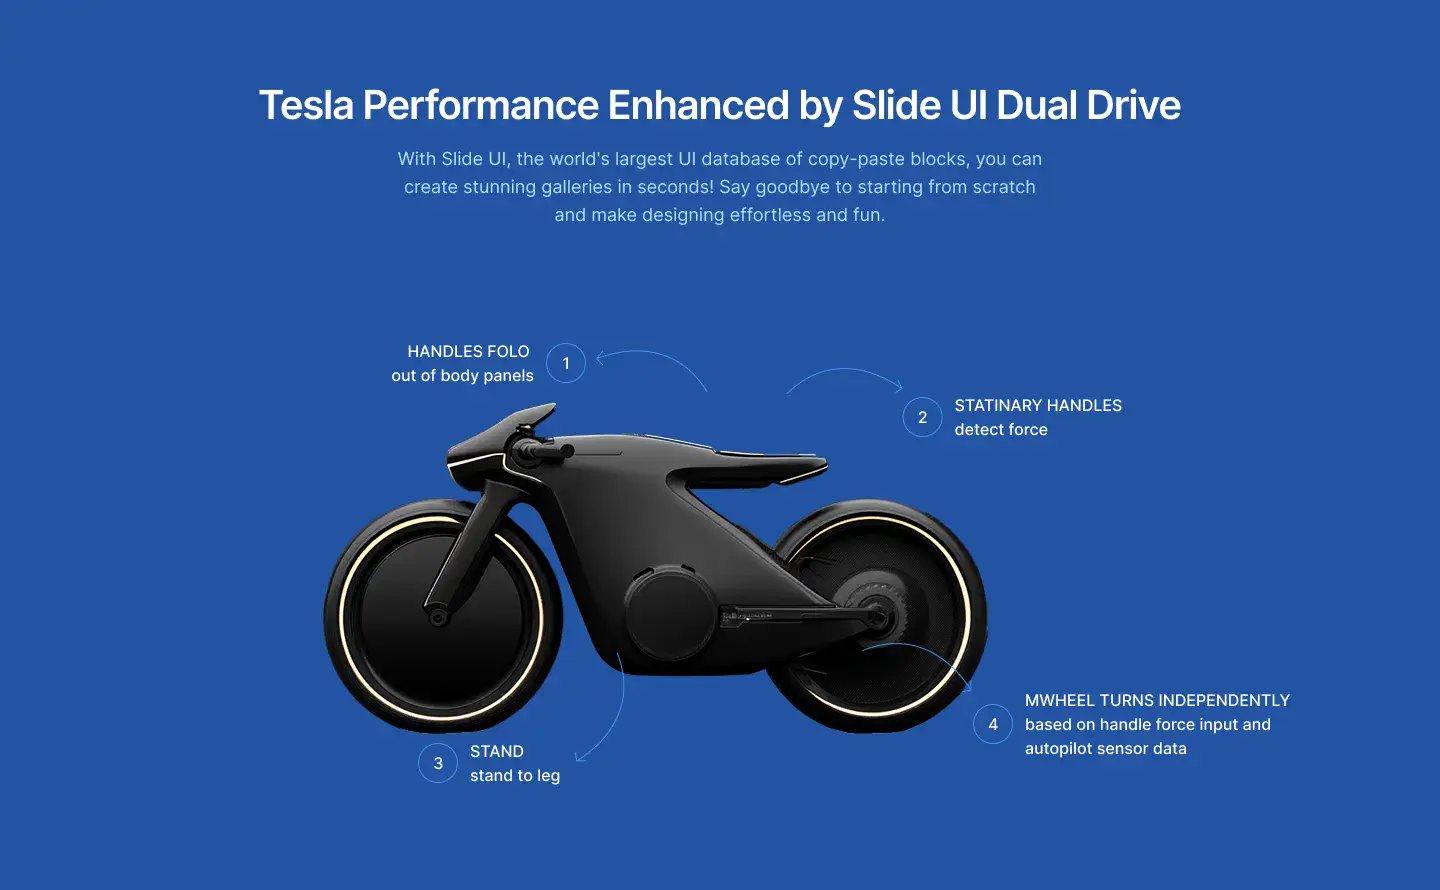 Tesla Performance Enhanced by Slide UI Dual Drive
With Slide UI, the world's largest UI database of copy-paste blocks, you can
create stunning galleries in seconds! Say goodbye to starting from scratch
and make designing effortless and fun.
HANDLES FOLO
out of body panels
1
2
STATINARY HANDLES
detect force
3
STAND
stand to leg
4
MWHEEL TURNS INDEPENDENTLY
based on handle force input and
autopilot sensor data